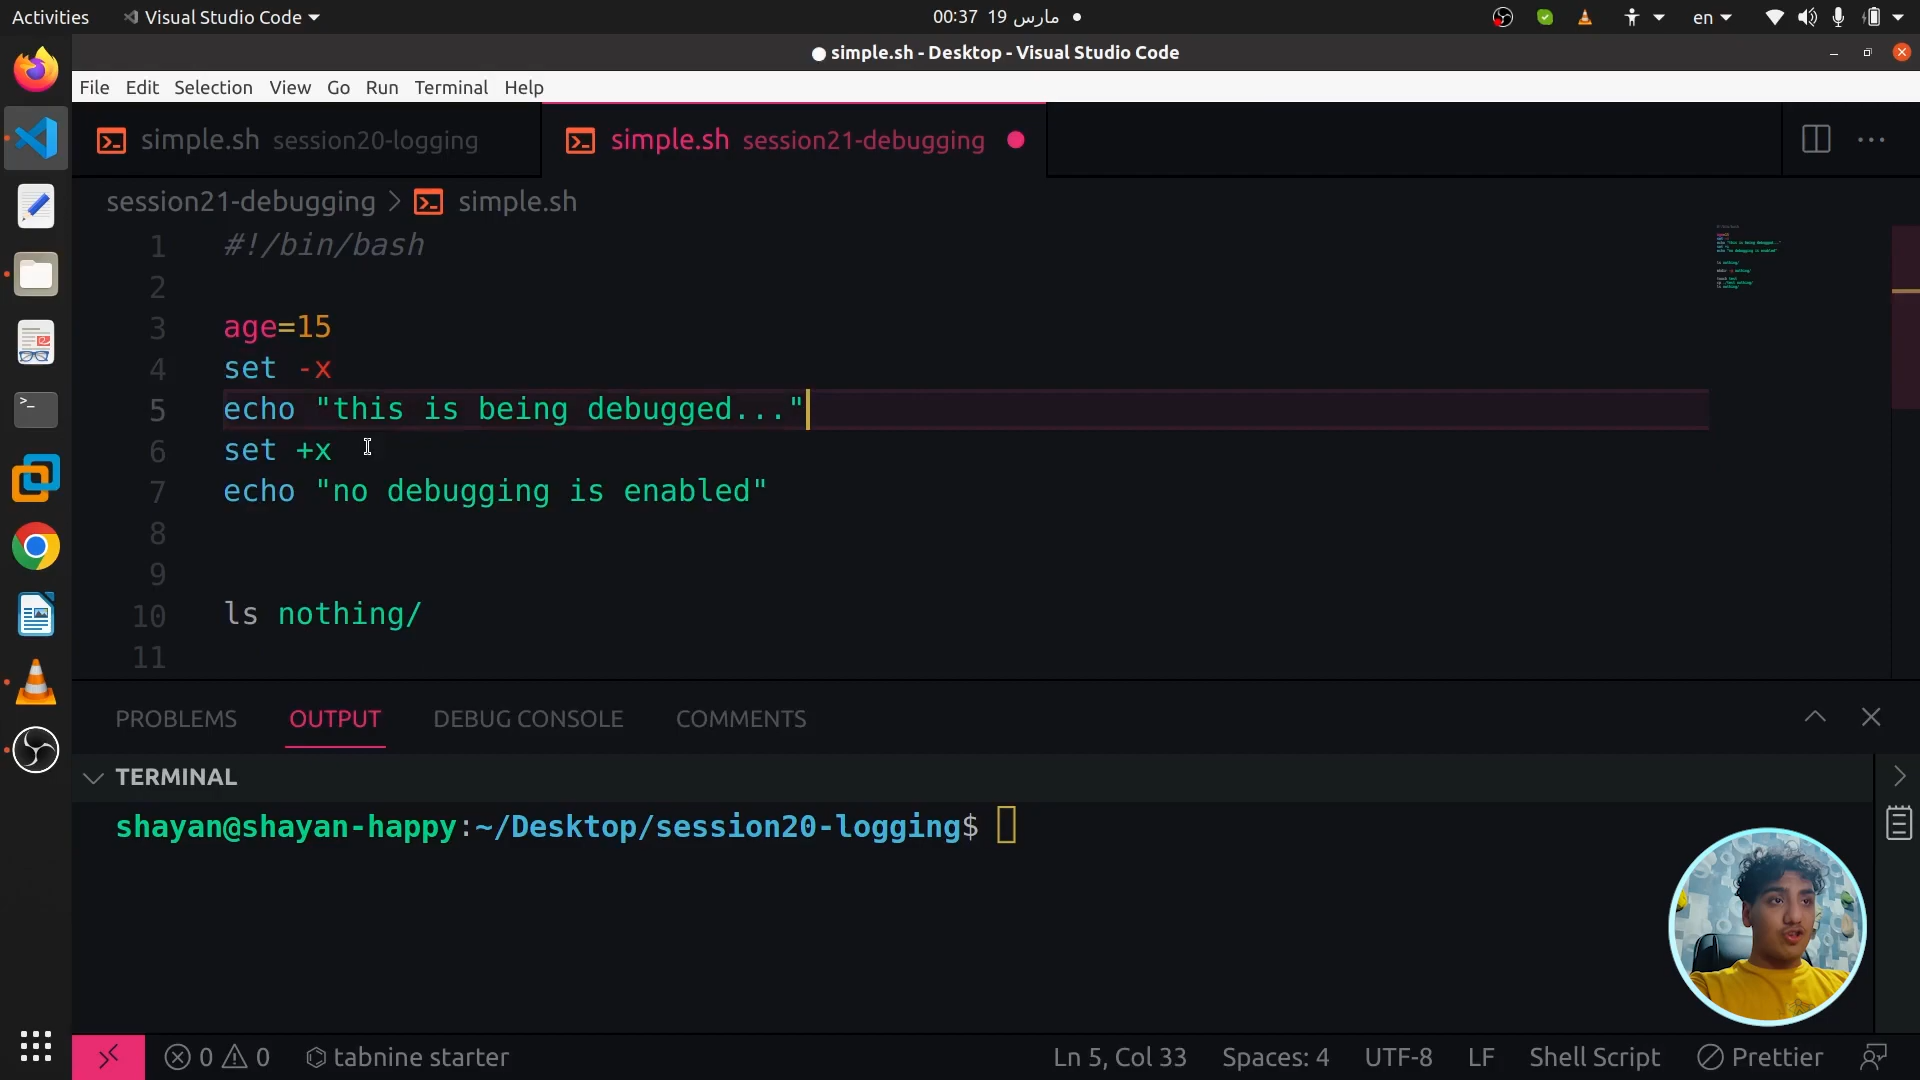 Activities
Visual Studio Code
00:37 19 مارس
en
simple.sh - Desktop - Visual Studio Code
File Edit Selection View Go Run Terminal Help
simple.sh session20-logging
simple.sh session21-debugging
session21-debugging > simple.sh
1 #!/bin/bash
2
3 age=15
4 set -x
5 echo "this is being debugged..."
6 set +x
7 echo "no debugging is enabled"
8
9
10 ls nothing/
11
PROBLEMS OUTPUT DEBUG CONSOLE COMMENTS
TERMINAL
shayan@shayan-happy:~/Desktop/session20-logging$
0 0 tabnine starter Ln 5, Col 33 Spaces: 4 UTF-8 LF Shell Script Prettier